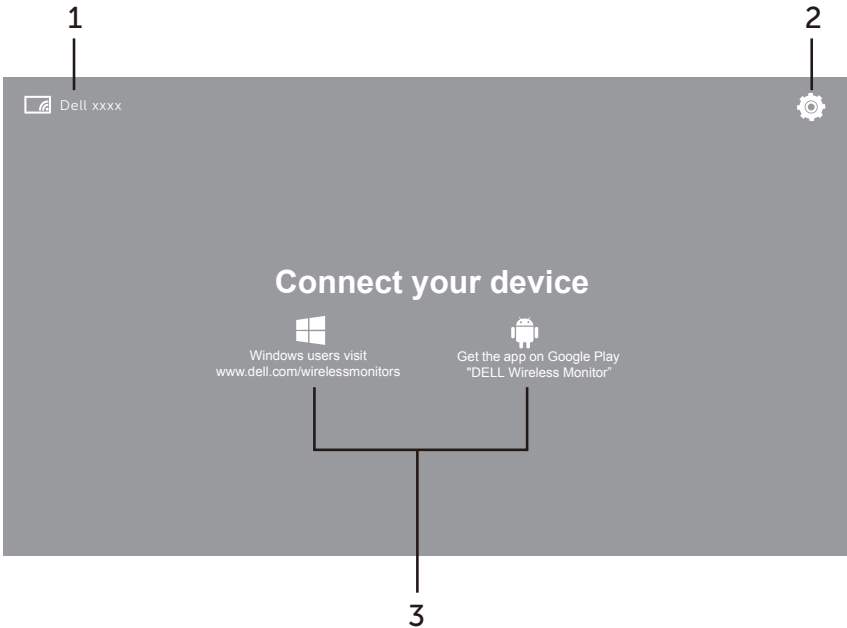 1
2
Dell xxxx
Connect your device
Windows users visit
www.dell.com/wirelessmonitors
Get the app on Google Play
"DELL Wireless Monitor”
3